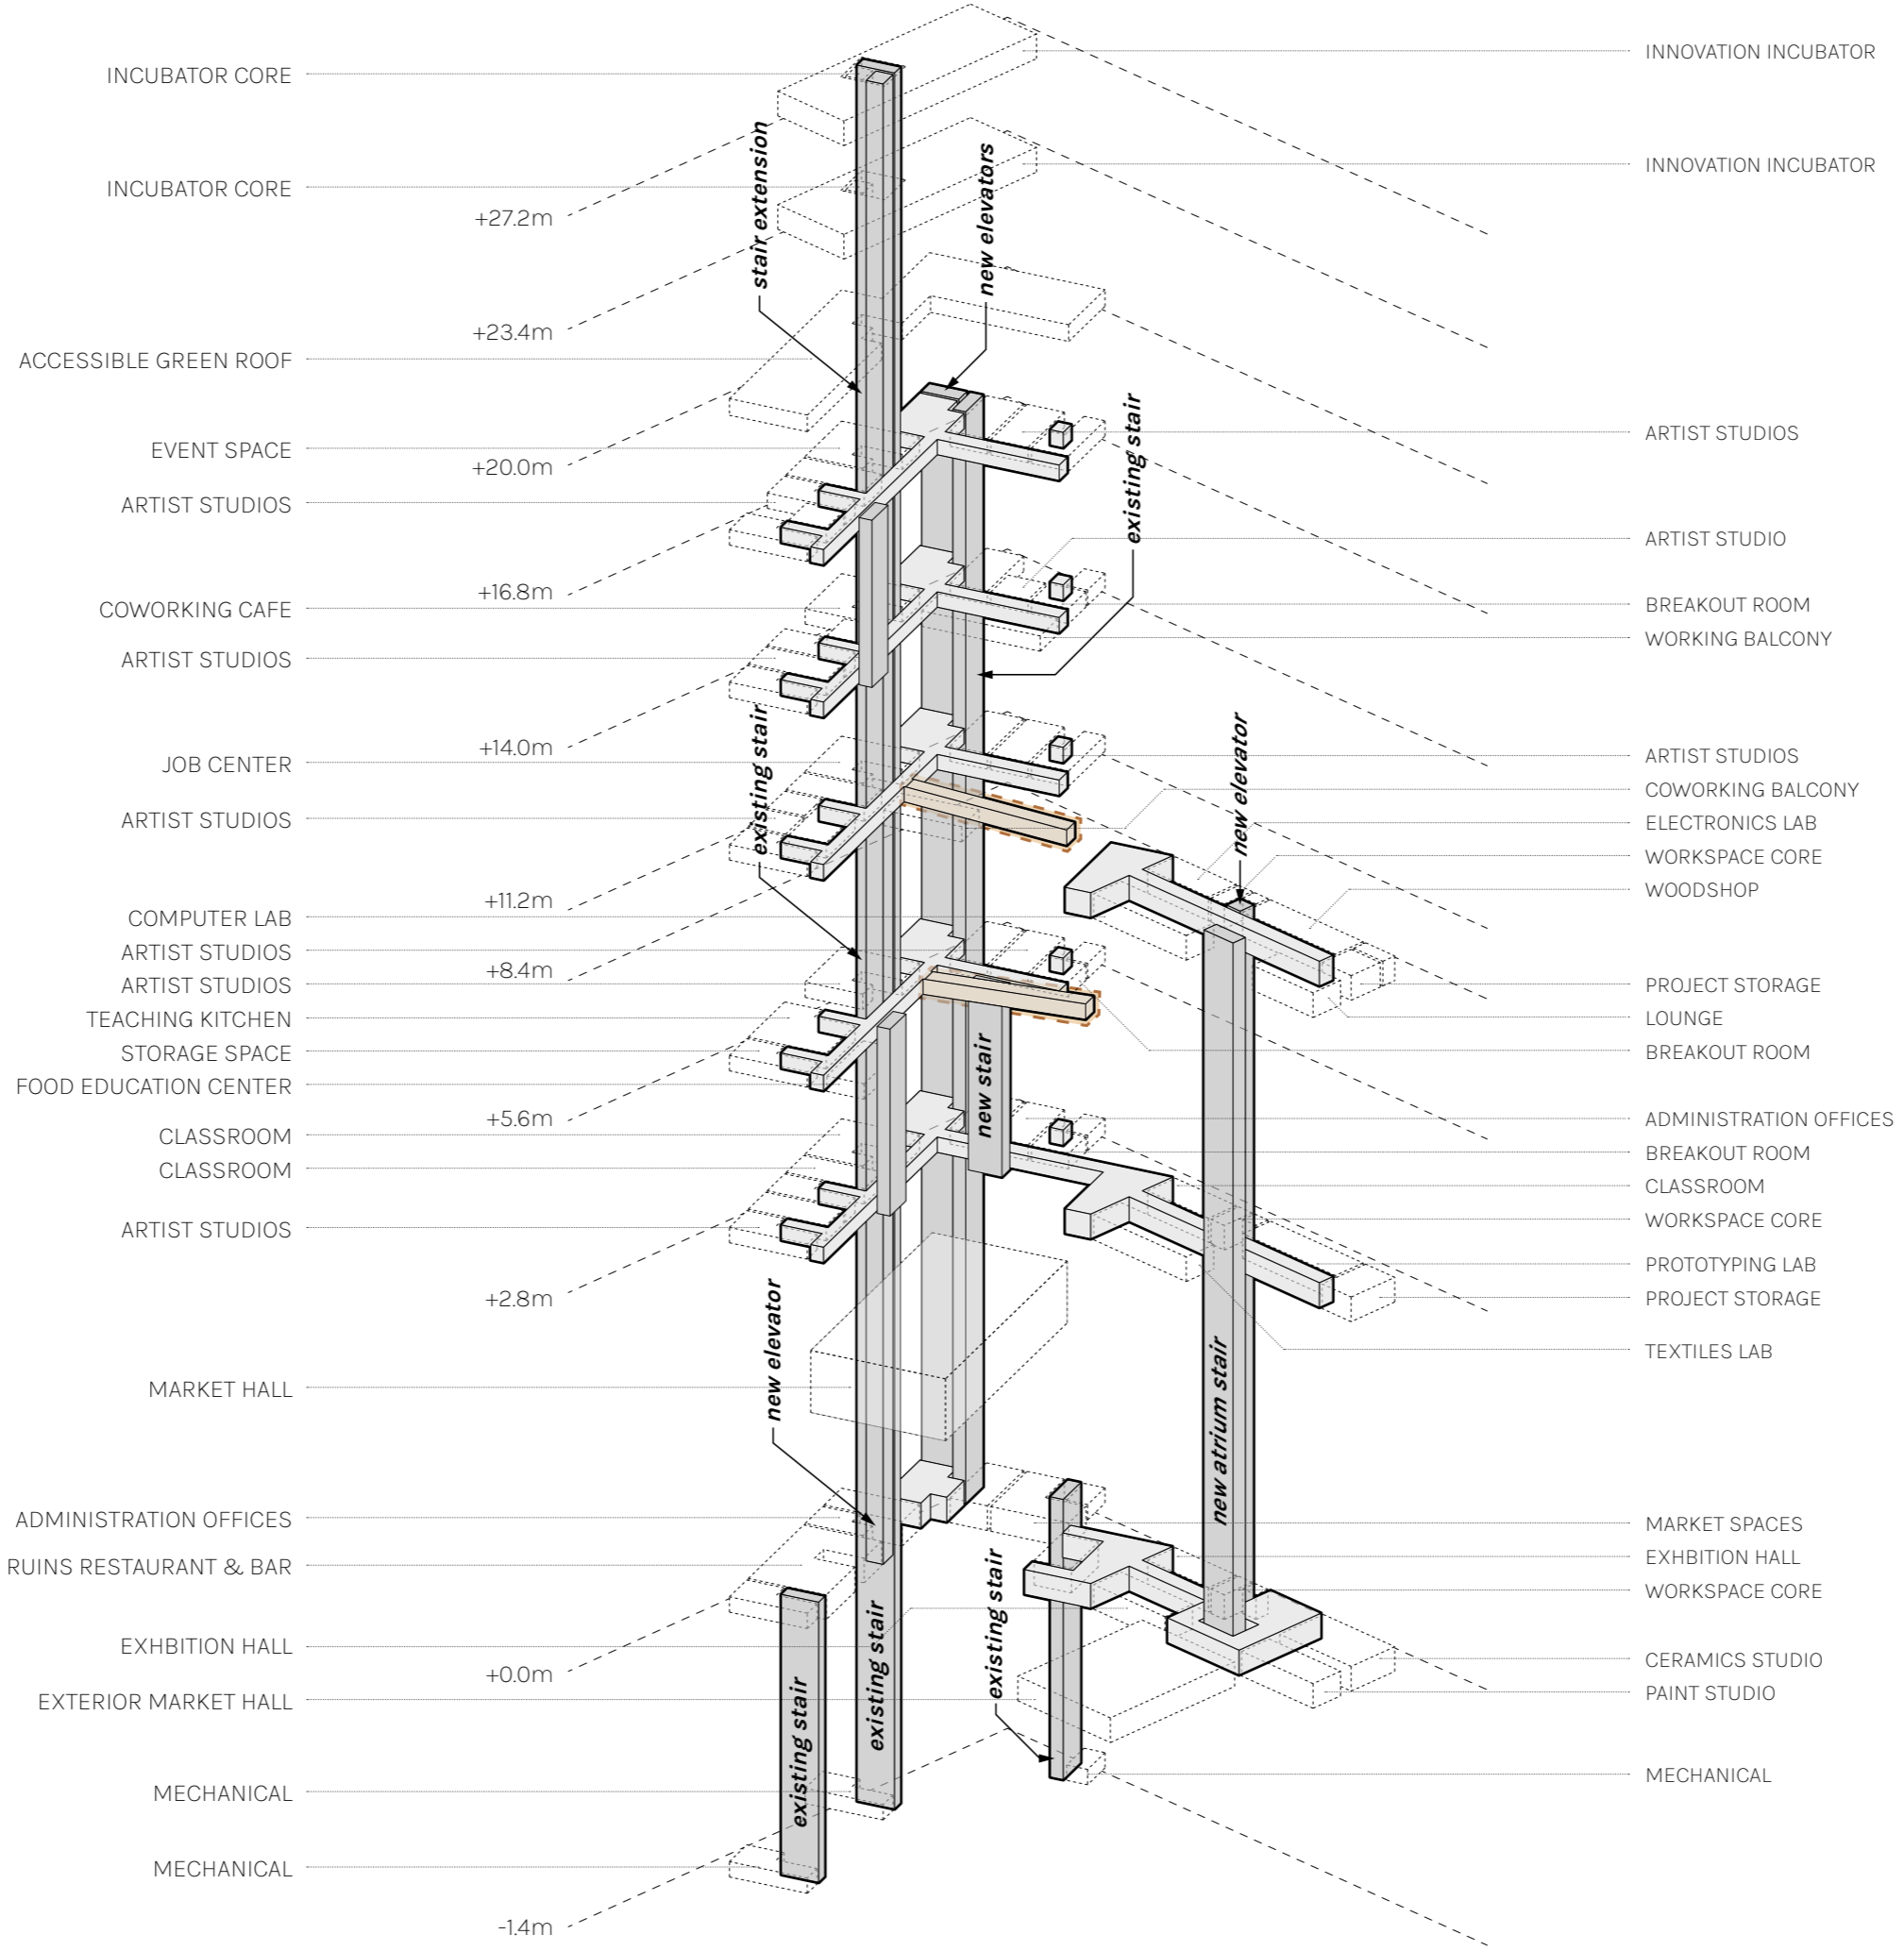 INCUBATOR CORE
INCUBATOR CORE
+27.2m
+23.4m
ACCESSIBLE GREEN ROOF
EVENT SPACE
+20.0m
ARTIST STUDIOS
+16.8m
COWORKING CAFE
ARTIST STUDIOS
+14.0m
JOB CENTER
ARTIST STUDIOS
+11.2m
COMPUTER LAB
ARTIST STUDIOS
+8.4m
ARTIST STUDIOS
TEACHING KITCHEN
STORAGE SPACE
FOOD EDUCATION CENTER
+5.6m
CLASSROOM
CLASSROOM
ARTIST STUDIOS
+2.8m
MARKET HALL
ADMINISTRATION OFFICES
RUINS RESTAURANT & BAR
EXHBITION HALL
+0.0m
EXTERIOR MARKET HALL
MECHANICAL
MECHANICAL
-1.4m
stair extension
new elevators
existing stair
existing stair
new elevator
new stair
new elevator
new atrium stair
existing stair
existing stair
existing stair
INNOVATION INCUBATOR
INNOVATION INCUBATOR
ARTIST STUDIOS
ARTIST STUDIO
BREAKOUT ROOM
WORKING BALCONY
ARTIST STUDIOS
COWORKING BALCONY
ELECTRONICS LAB
WORKSPACE CORE
WOODSHOP
PROJECT STORAGE
LOUNGE
BREAKOUT ROOM
ADMINISTRATION OFFICES
BREAKOUT ROOM
CLASSROOM
WORKSPACE CORE
PROTOTYPING LAB
PROJECT STORAGE
TEXTILES LAB
MARKET SPACES
EXHBITION HALL
WORKSPACE CORE
CERAMICS STUDIO
PAINT STUDIO
MECHANICAL